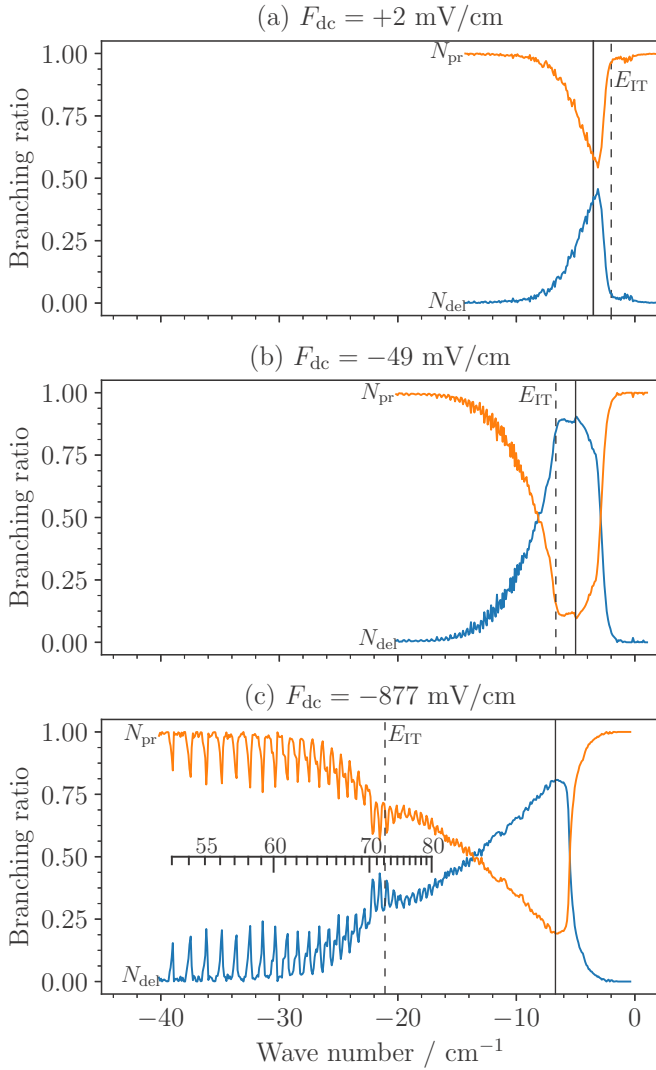 (a) F_dc = +2 mV/cm
1.00
0.75
0.50
0.25
0.00
Branching ratio
N_pr
E_IT
N_del
(b) F_dc = −49 mV/cm
1.00
0.75
0.50
0.25
0.00
Branching ratio
N_pr
E_IT
N_del
(c) F_dc = −877 mV/cm
1.00
0.75
0.50
0.25
0.00
Branching ratio
N_pr
E_IT
55 60 70 80
N_del
−40 −30 −20 −10 0
Wave number / cm⁻¹